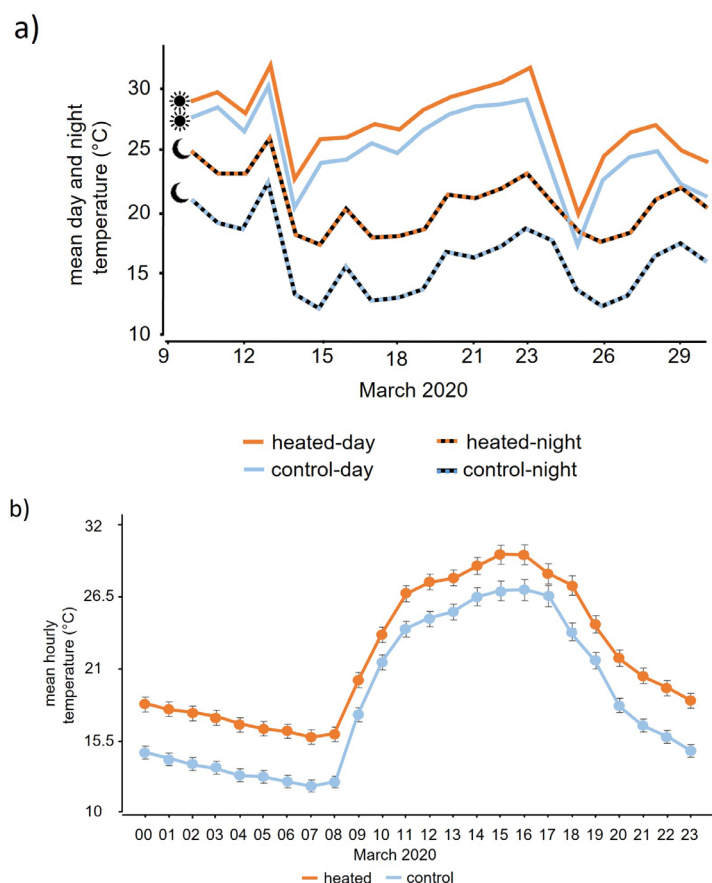 a)
mean day and night
temperature (°C)
30
25
20
15
10
9 12 15 18 21 23 26 29
March 2020
heated-day heated-night
control-day control-night
b)
mean hourly
temperature (°C)
32
26.5
21
15.5
10
00 01 02 03 04 05 06 07 08 09 10 11 12 13 14 15 16 17 18 19 20 21 22 23
March 2020
heated control